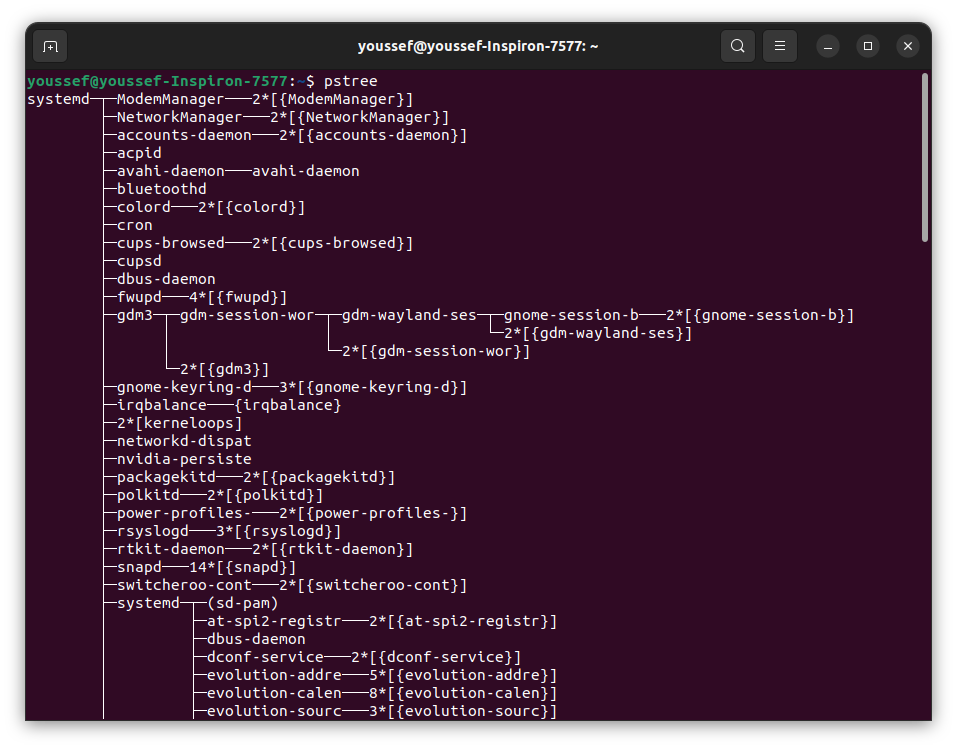 youssef@youssef-Inspiron-7577: ~
youssef@youssef-Inspiron-7577:~$ pstree
systemd─┬─ModemManager───2*[{ModemManager}]
        ├─NetworkManager───2*[{NetworkManager}]
        ├─accounts-daemon───2*[{accounts-daemon}]
        ├─acpid
        ├─avahi-daemon───avahi-daemon
        ├─bluetoothd
        ├─colord───2*[{colord}]
        ├─cron
        ├─cups-browsed───2*[{cups-browsed}]
        ├─cupsd
        ├─dbus-daemon
        ├─fwupd───4*[{fwupd}]
        ├─gdm3─┬─gdm-session-wor─┬─gdm-wayland-ses─┬─gnome-session-b───2*[{gnome-session-b}]
        │      │                 │                 └─2*[{gdm-wayland-ses}]
        │      │                 └─2*[{gdm-session-wor}]
        │      └─2*[{gdm3}]
        ├─gnome-keyring-d───3*[{gnome-keyring-d}]
        ├─irqbalance───{irqbalance}
        ├─2*[kerneloops]
        ├─networkd-dispat
        ├─nvidia-persiste
        ├─packagekitd───2*[{packagekitd}]
        ├─polkitd───2*[{polkitd}]
        ├─power-profiles-───2*[{power-profiles-}]
        ├─rsyslogd───3*[{rsyslogd}]
        ├─rtkit-daemon───2*[{rtkit-daemon}]
        ├─snapd───14*[{snapd}]
        ├─switcheroo-cont───2*[{switcheroo-cont}]
        ├─systemd─┬─(sd-pam)
        │         ├─at-spi2-registr───2*[{at-spi2-registr}]
        │         ├─dbus-daemon
        │         ├─dconf-service───2*[{dconf-service}]
        │         ├─evolution-addre───5*[{evolution-addre}]
        │         ├─evolution-calen───8*[{evolution-calen}]
        │         ├─evolution-sourc───3*[{evolution-sourc}]